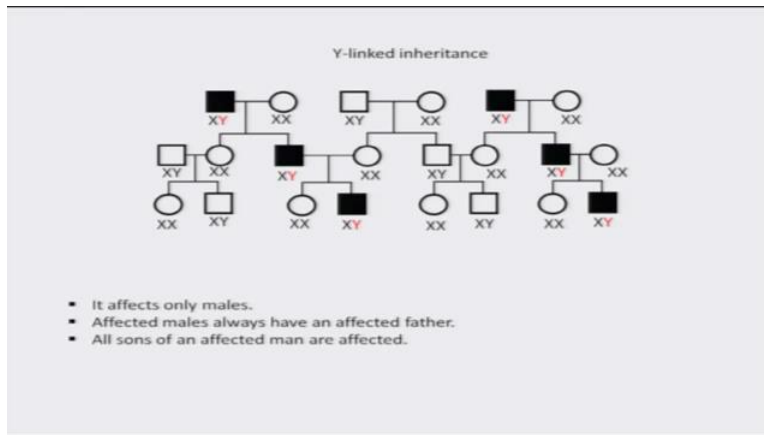 Y-linked inheritance
XY XX XY XX XY XX
XY XX XY XX XY XX XY XX
XX XY XX XY XX XY XX XY
▪ It affects only males.
▪ Affected males always have an affected father.
▪ All sons of an affected man are affected.